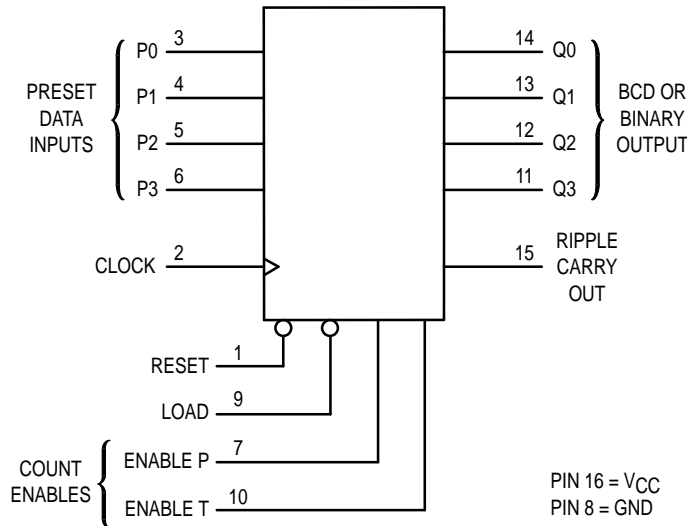 PRESET
DATA
INPUTS
P0 3
P1 4
P2 5
P3 6
CLOCK 2
14 Q0
13 Q1
12 Q2
11 Q3
BCD OR
BINARY
OUTPUT
15
RIPPLE
CARRY
OUT
RESET 1
LOAD 9
COUNT
ENABLES
ENABLE P 7
ENABLE T 10
PIN 16 = VCC
PIN 8 = GND